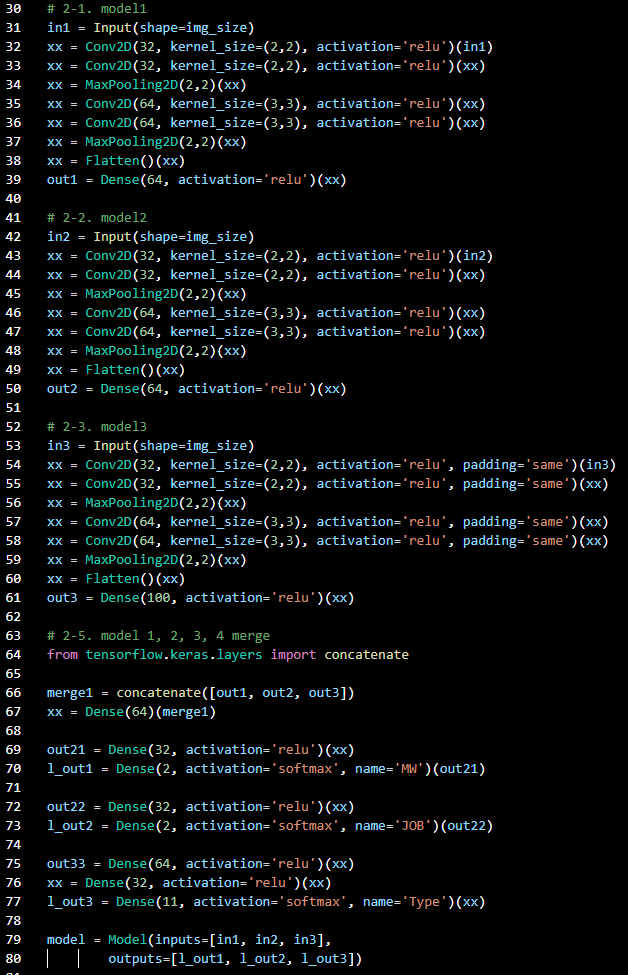 30 # 2-1. model1
31 in1 = Input(shape=img_size)
32 xx = Conv2D(32, kernel_size=(2,2), activation='relu')(in1)
33 xx = Conv2D(32, kernel_size=(2,2), activation='relu')(xx)
34 xx = MaxPooling2D(2,2)(xx)
35 xx = Conv2D(64, kernel_size=(3,3), activation='relu')(xx)
36 xx = Conv2D(64, kernel_size=(3,3), activation='relu')(xx)
37 xx = MaxPooling2D(2,2)(xx)
38 xx = Flatten()(xx)
39 out1 = Dense(64, activation='relu')(xx)
40
41 # 2-2. model2
42 in2 = Input(shape=img_size)
43 xx = Conv2D(32, kernel_size=(2,2), activation='relu')(in2)
44 xx = Conv2D(32, kernel_size=(2,2), activation='relu')(xx)
45 xx = MaxPooling2D(2,2)(xx)
46 xx = Conv2D(64, kernel_size=(3,3), activation='relu')(xx)
47 xx = Conv2D(64, kernel_size=(3,3), activation='relu')(xx)
48 xx = MaxPooling2D(2,2)(xx)
49 xx = Flatten()(xx)
50 out2 = Dense(64, activation='relu')(xx)
51
52 # 2-3. model3
53 in3 = Input(shape=img_size)
54 xx = Conv2D(32, kernel_size=(2,2), activation='relu', padding='same')(in3)
55 xx = Conv2D(32, kernel_size=(2,2), activation='relu', padding='same')(xx)
56 xx = MaxPooling2D(2,2)(xx)
57 xx = Conv2D(64, kernel_size=(3,3), activation='relu', padding='same')(xx)
58 xx = Conv2D(64, kernel_size=(3,3), activation='relu', padding='same')(xx)
59 xx = MaxPooling2D(2,2)(xx)
60 xx = Flatten()(xx)
61 out3 = Dense(100, activation='relu')(xx)
62
63 # 2-5. model 1, 2, 3, 4 merge
64 from tensorflow.keras.layers import concatenate
65
66 merge1 = concatenate([out1, out2, out3])
67 xx = Dense(64)(merge1)
68
69 out21 = Dense(32, activation='relu')(xx)
70 l_out1 = Dense(2, activation='softmax', name='MW')(out21)
71
72 out22 = Dense(32, activation='relu')(xx)
73 l_out2 = Dense(2, activation='softmax', name='JOB')(out22)
74
75 out33 = Dense(64, activation='relu')(xx)
76 xx = Dense(32, activation='relu')(xx)
77 l_out3 = Dense(11, activation='softmax', name='Type')(xx)
78
79 model = Model(inputs=[in1, in2, in3],
80 outputs=[l_out1, l_out2, l_out3])